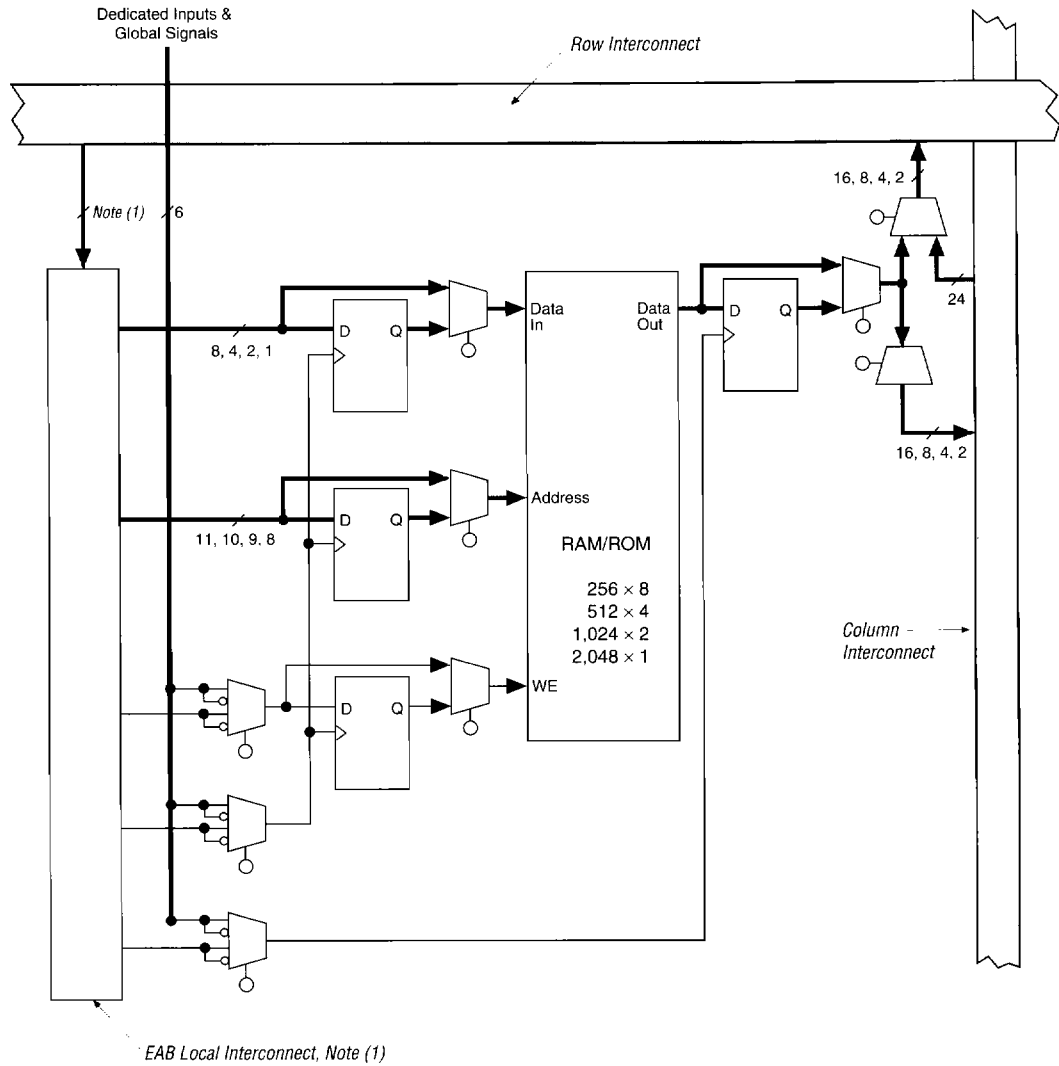 Dedicated Inputs &
Global Signals
Row Interconnect
Note (1)
6
16, 8, 4, 2
24
8, 4, 2, 1
D
Q
Data
In
Data
Out
D
Q
16, 8, 4, 2
11, 10, 9, 8
D
Q
Address
RAM/ROM
256 × 8
512 × 4
1,024 × 2
2,048 × 1
Column
Interconnect
D
Q
WE
EAB Local Interconnect, Note (1)